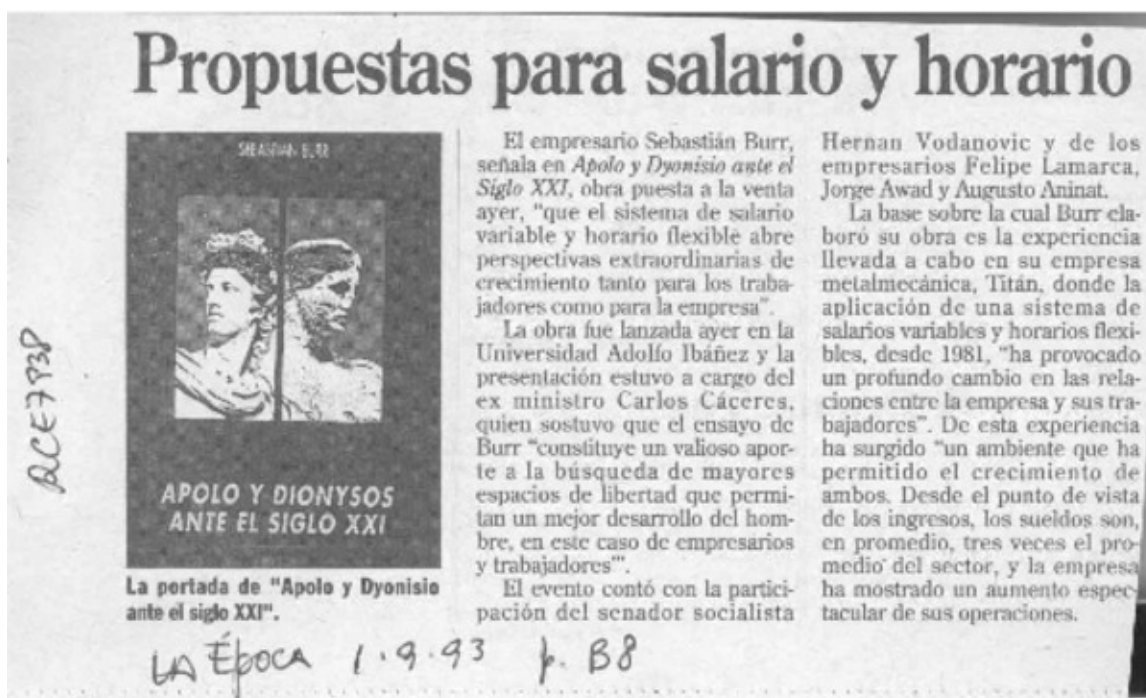 Propuestas para salario y horario
SEBASTIAN BURR
APOLO Y DIONYSOS
ANTE EL SIGLO XXI
La portada de "Apolo y Dyonisio
ante el siglo XXI".
El empresario Sebastián Burr,
señala en Apolo y Dyonisio ante el
Siglo XXI, obra puesta a la venta
ayer, "que el sistema de salario
variable y horario flexible abre
perspectivas extraordinarias de
crecimiento tanto para los traba-
jadores como para la empresa".
La obra fue lanzada ayer en la
Universidad Adolfo Ibáñez y la
presentación estuvo a cargo del
ex ministro Carlos Cáceres,
quien sostuvo que el ensayo de
Burr "constituye un valioso apor-
te a la búsqueda de mayores
espacios de libertad que permi-
tan un mejor desarrollo del hom-
bre, en este caso de empresarios
y trabajadores"'.
El evento contó con la partici-
pación del senador socialista
Hernan Vodanovic y de los
empresarios Felipe Lamarca,
Jorge Awad y Augusto Aninat.
La base sobre la cual Burr ela-
boró su obra es la experiencia
llevada a cabo en su empresa
metalmecánica, Titán, donde la
aplicación de una sistema de
salarios variables y horarios flexi-
bles, desde 1981, "ha provocado
un profundo cambio en las rela-
ciones entre la empresa y sus tra-
bajadores". De esta experiencia
ha surgido "un ambiente que ha
permitido el crecimiento de
ambos. Desde el punto de vista
de los ingresos, los sueldos son,
en promedio, tres veces el pro-
medio del sector, y la empresa
ha mostrado un aumento espec-
tacular de sus operaciones.
LA ÉPOCA 1.9.93 p. B8